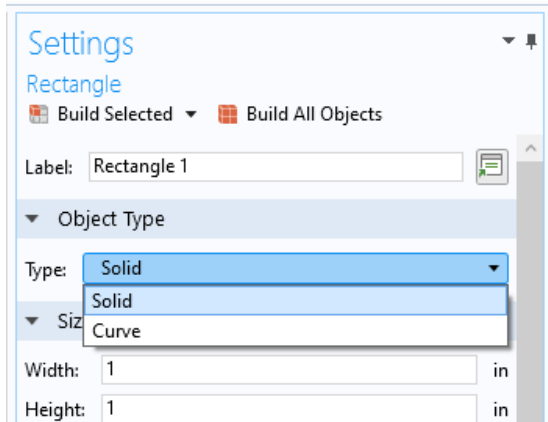 Settings
Rectangle
Build Selected Build All Objects
Label: Rectangle 1
Object Type
Type: Solid
Solid
Siz
Curve
Width: 1 in
Height: 1 in